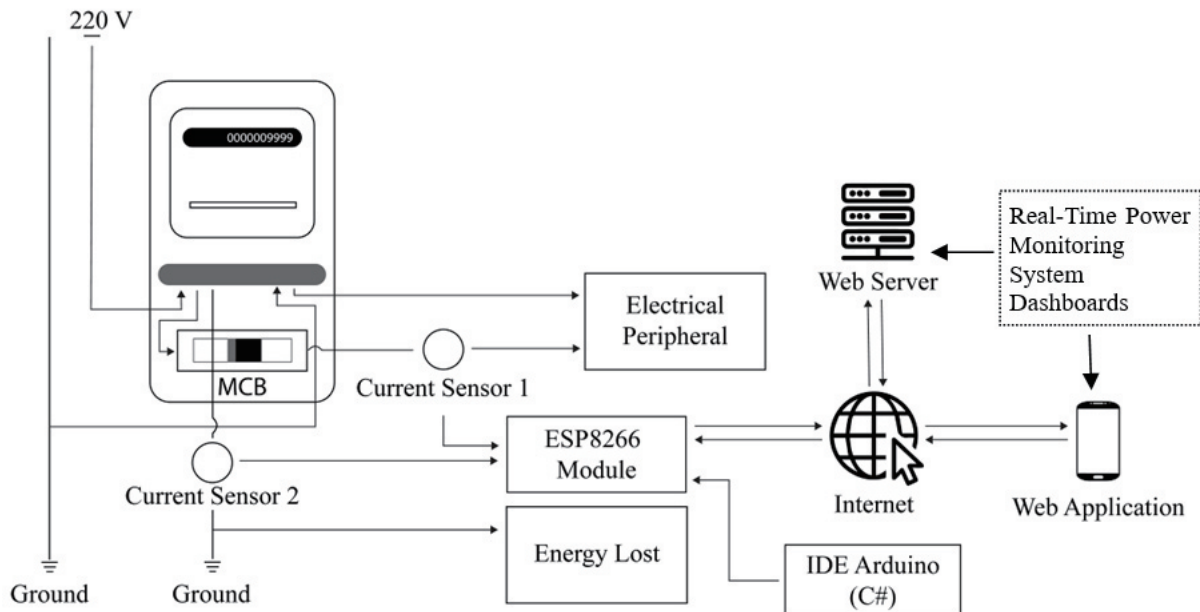 220 V
0000009999
MCB
Current Sensor 1
Electrical
Peripheral
Current Sensor 2
ESP8266
Module
Energy Lost
Ground
Ground
Web Server
Real-Time Power
Monitoring
System
Dashboards
Internet
Web Application
IDE Arduino
(C#)